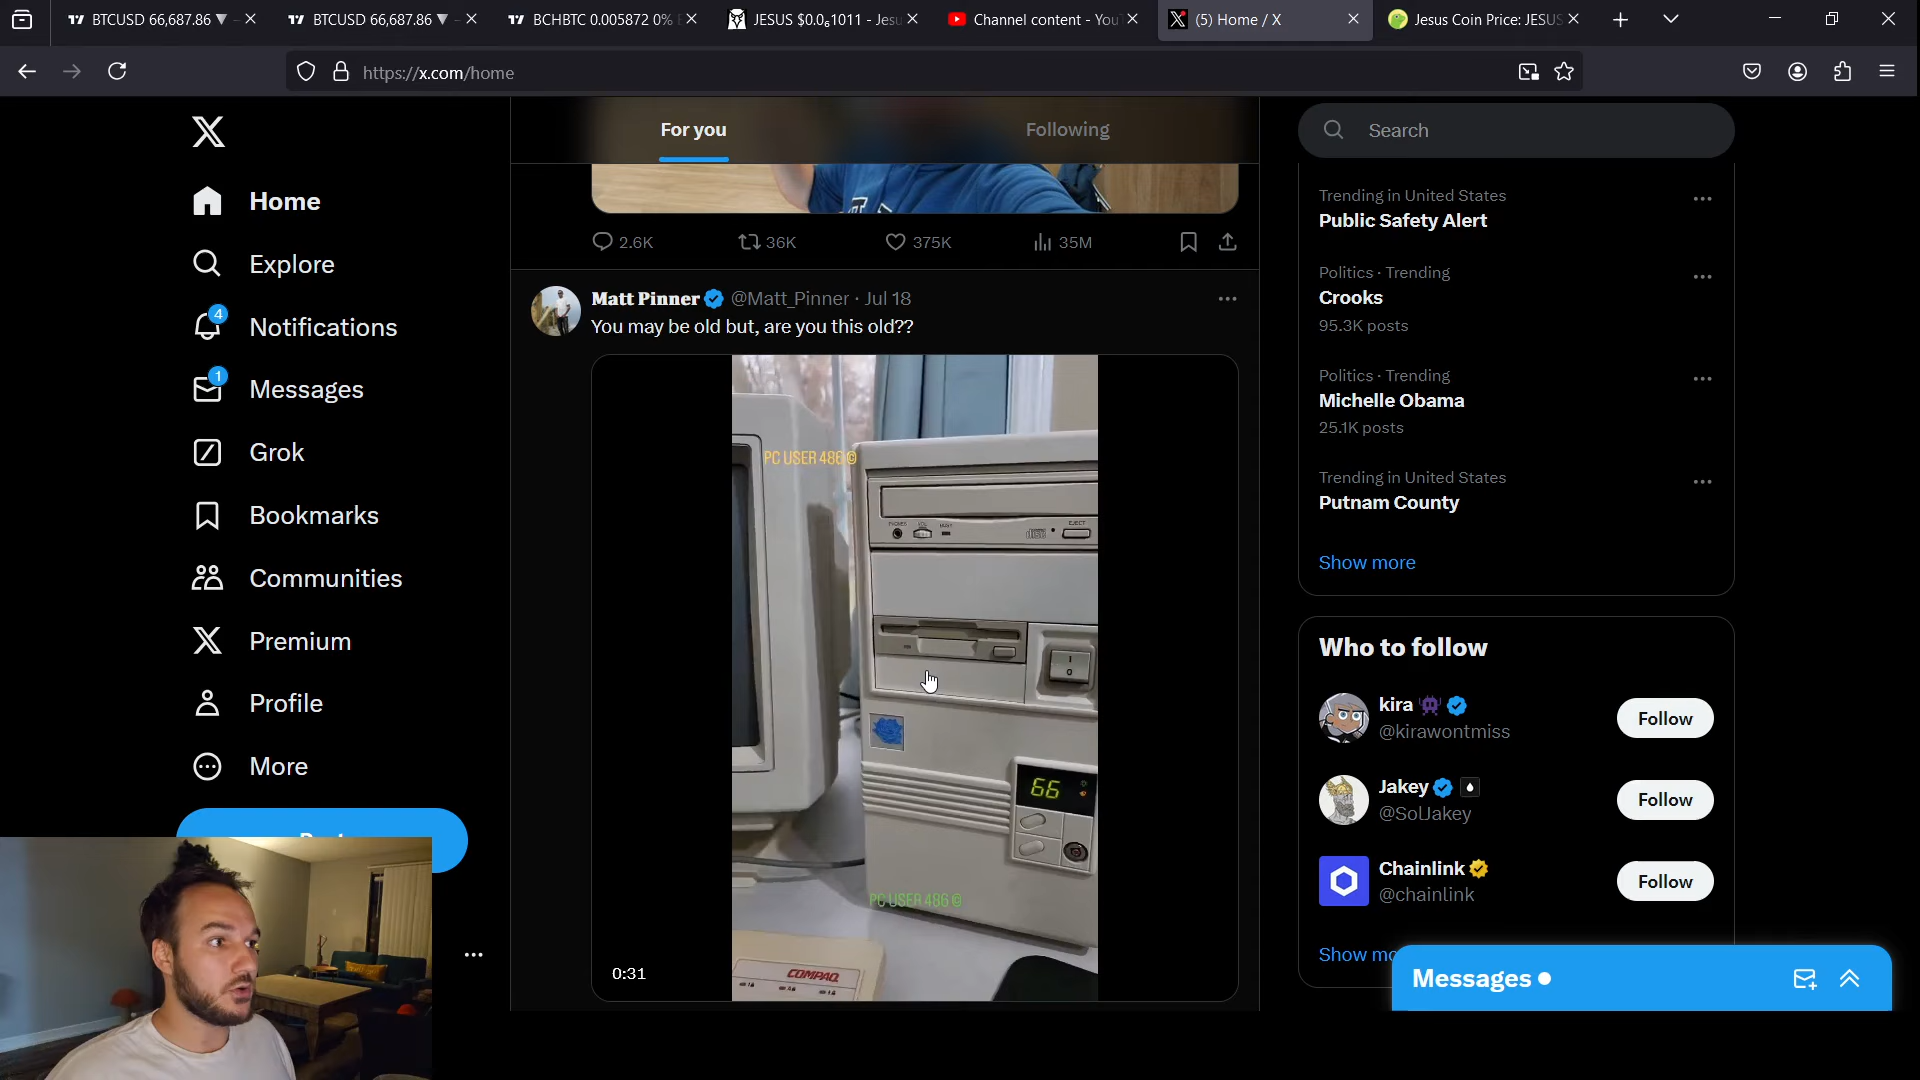 BTCUSD 66,687.86 ▼ -
BTCUSD 66,687.86 ▼ -
BCHBTC 0.005872 0%
JESUS $0.0₆1011 - Jesu
Channel content - You
(5) Home / X
Jesus Coin Price: JESUS
https://x.com/home
For you
Following
Search
Home
Explore
4
Notifications
1
Messages
Grok
Bookmarks
Communities
Premium
Profile
More
2.6K
36K
375K
35M
Matt Pinner @Matt_Pinner · Jul 18
You may be old but, are you this old??
PC USER 486 ©
PHONES
EJECT
66
PC USER 486 ©
COMPAQ
0:31
Trending in United States
Public Safety Alert
Politics · Trending
Crooks
95.3K posts
Politics · Trending
Michelle Obama
25.1K posts
Trending in United States
Putnam County
Show more
Who to follow
kira
@kirawontmiss
Follow
Jakey
@SolJakey
Follow
Chainlink
@chainlink
Follow
Show
Messages